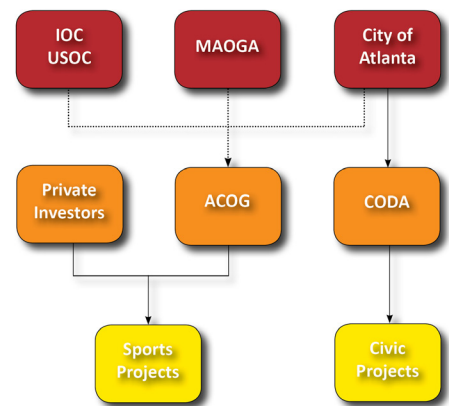 IOC
USOC
MAOGA
City of
Atlanta
Private
Investors
ACOG
CODA
Sports
Projects
Civic
Projects